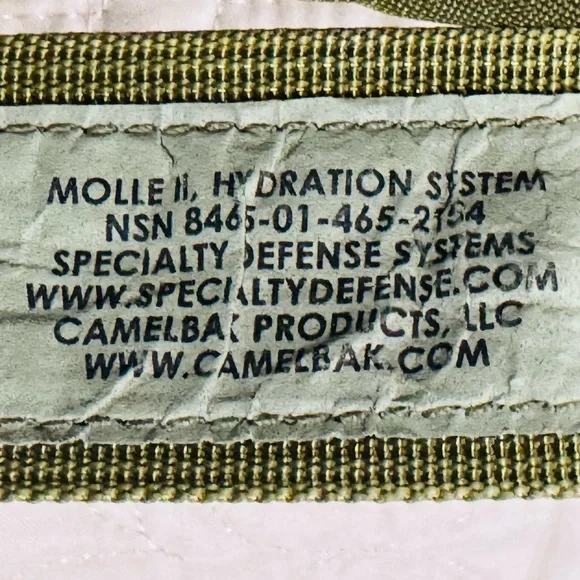 MOLLE II, HYDRATION SYSTEM
NSN 8465-01-465-2154
SPECIALTY DEFENSE SYSTEMS
WWW.SPECIALTYDEFENSE.COM
CAMELBAK PRODUCTS, LLC
WWW.CAMELBAK.COM